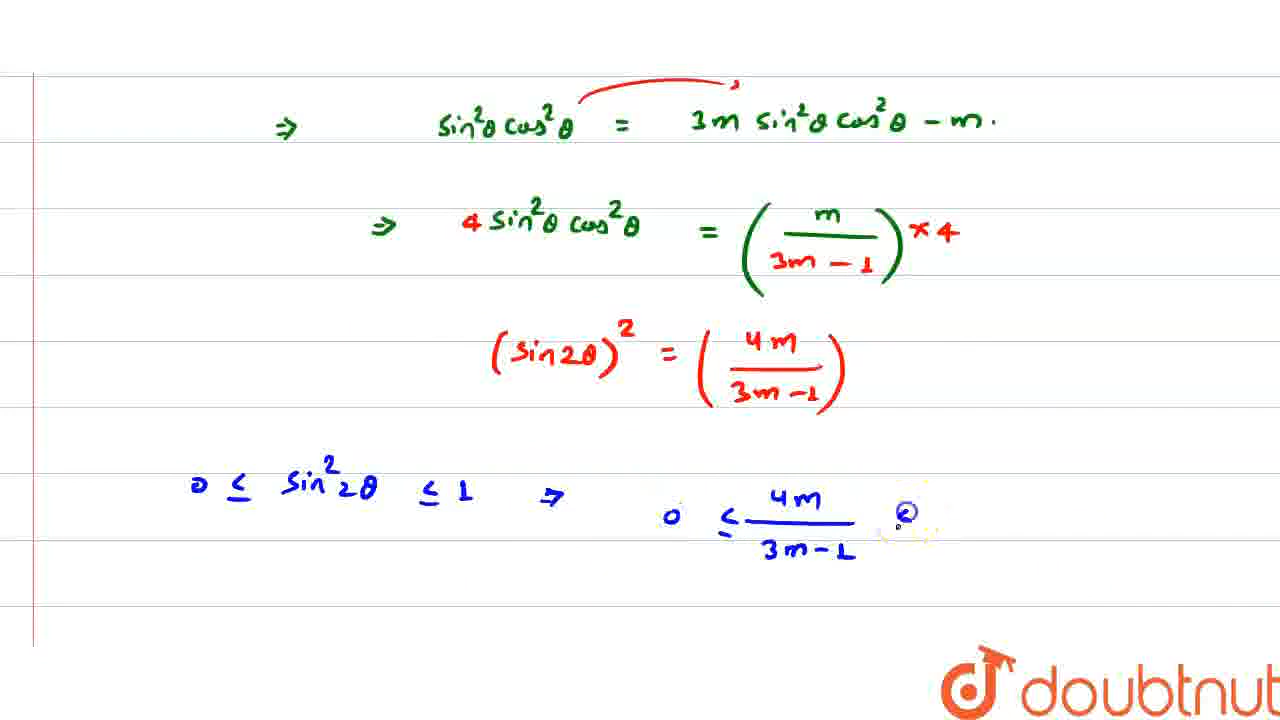 ⇒ sin²θ cos²θ = 3m sin²θ cos²θ - m.
⇒ 4 sin²θ cos²θ = (m / 3m - 1) × 4
(sin2θ)² = (4m / 3m - 1)
0 ≤ sin²2θ ≤ 1 ⇒ 0 ≤ 4m / 3m - 1 <
doubtnut